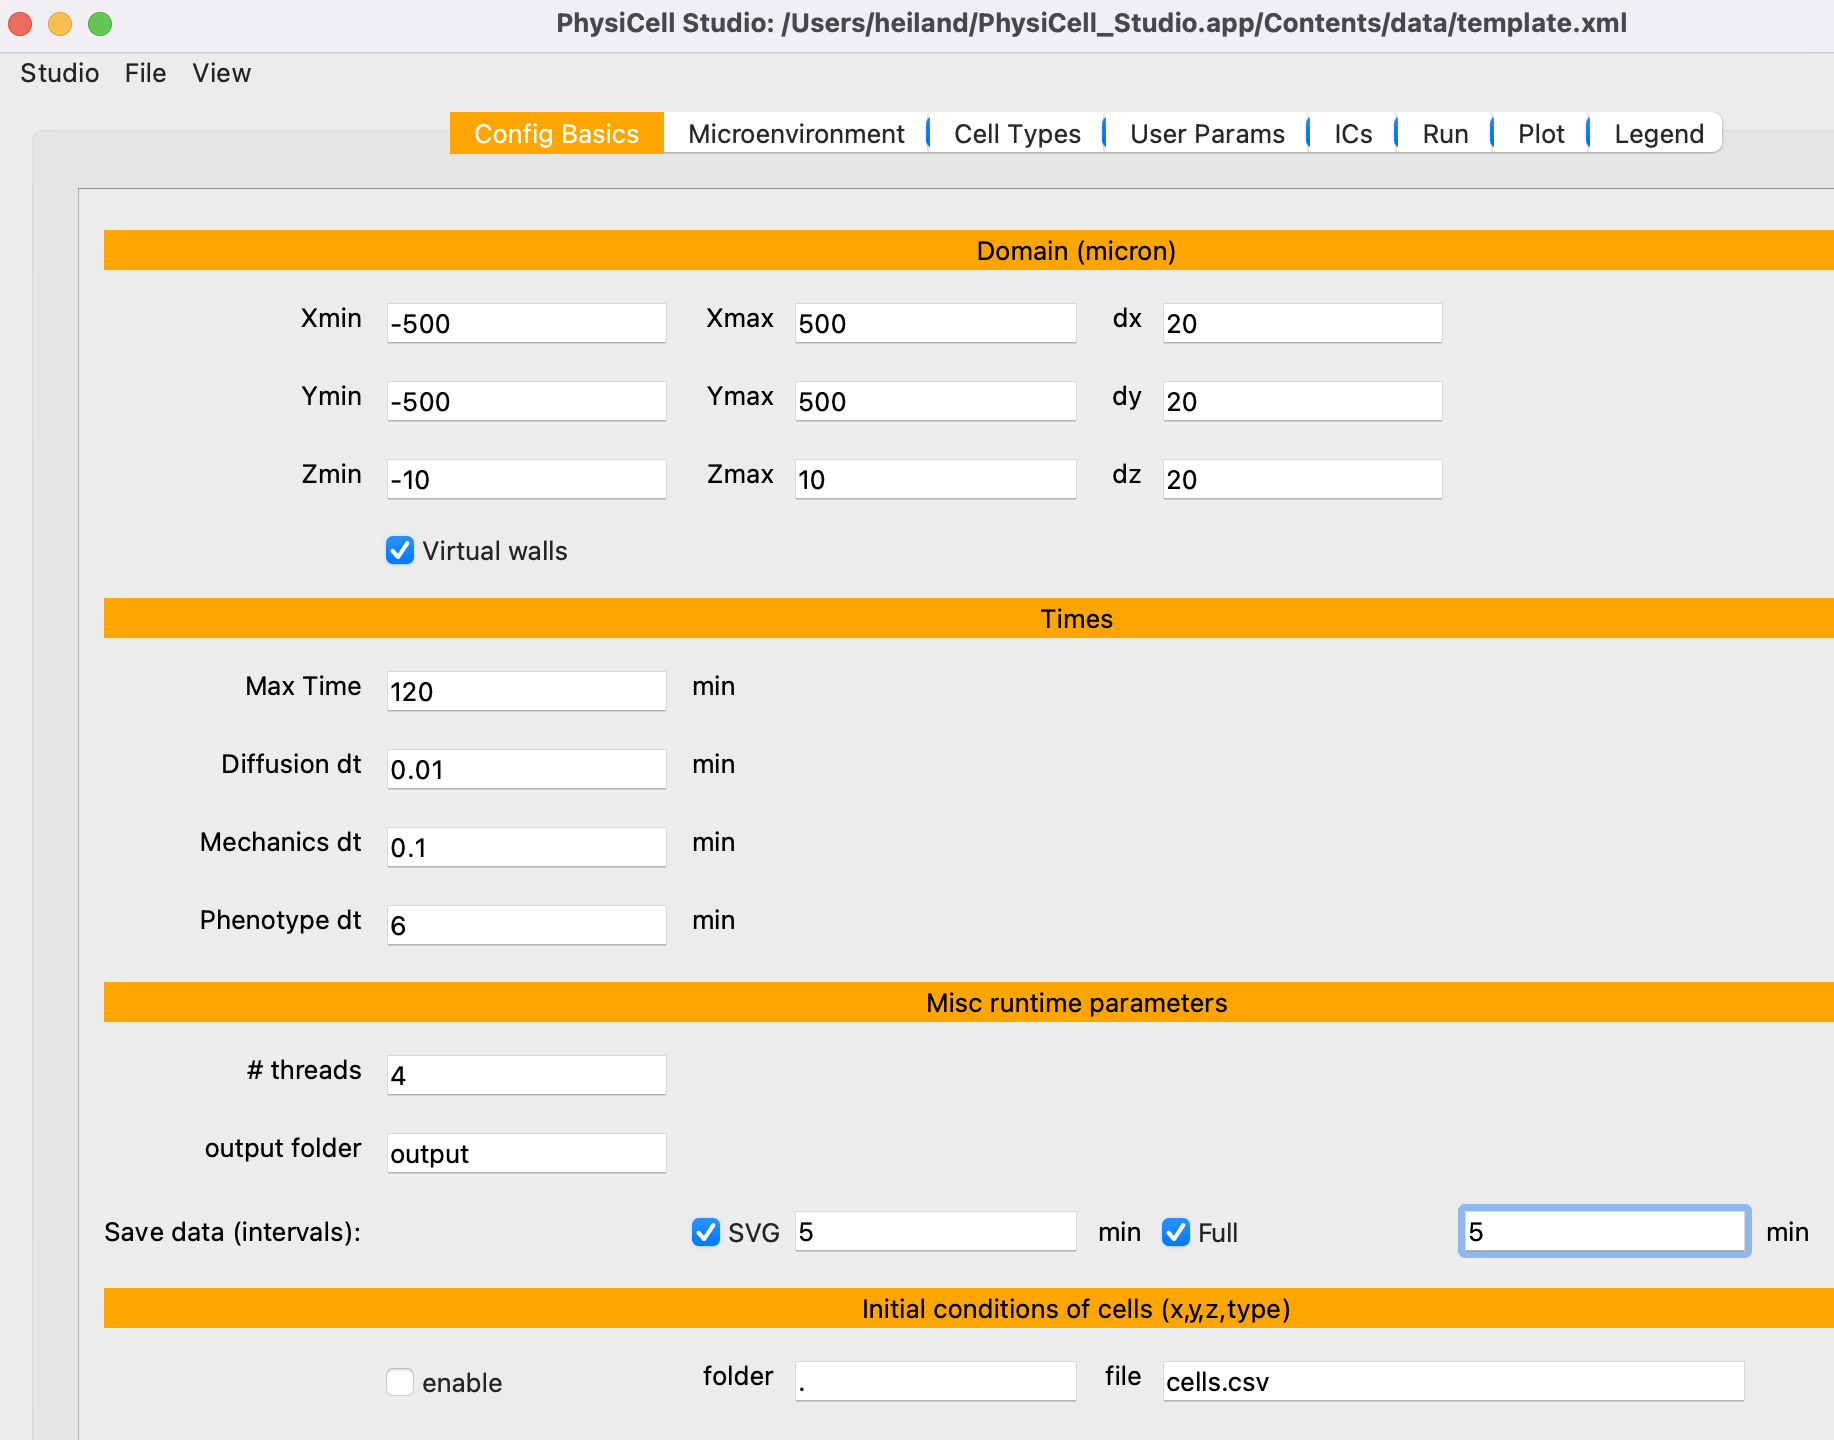 PhysiCell Studio: /Users/heiland/PhysiCell_Studio.app/Contents/data/template.xml
Studio File View
Config Basics Microenvironment Cell Types User Params ICs Run Plot Legend
Domain (micron)
Xmin -500 Xmax 500 dx 20
Ymin -500 Ymax 500 dy 20
Zmin -10 Zmax 10 dz 20
Virtual walls
Times
Max Time 120 min
Diffusion dt 0.01 min
Mechanics dt 0.1 min
Phenotype dt 6 min
Misc runtime parameters
# threads 4
output folder output
Save data (intervals): SVG 5 min Full 5 min
Initial conditions of cells (x,y,z,type)
enable folder . file cells.csv